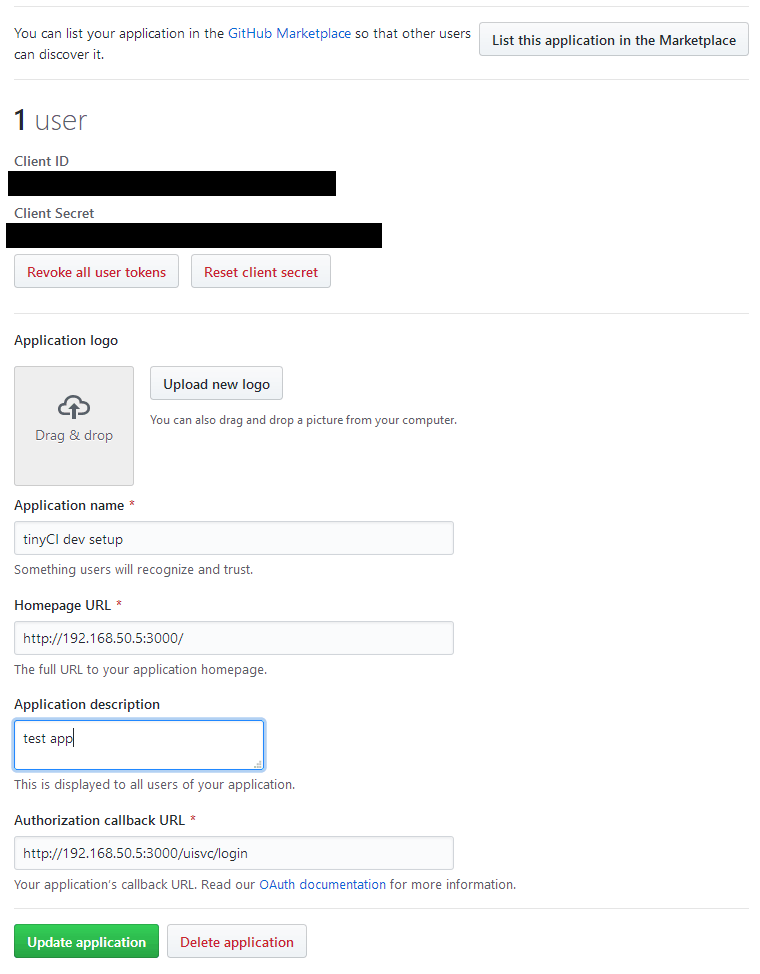 You can list your application in the GitHub Marketplace so that other users
can discover it.
List this application in the Marketplace
1 user
Client ID
Client Secret
Revoke all user tokens
Reset client secret
Application logo
Drag & drop
Upload new logo
You can also drag and drop a picture from your computer.
Application name *
tinyCI dev setup
Something users will recognize and trust.
Homepage URL *
http://192.168.50.5:3000/
The full URL to your application homepage.
Application description
test app
This is displayed to all users of your application.
Authorization callback URL *
http://192.168.50.5:3000/uisvc/login
Your application's callback URL. Read our OAuth documentation for more information.
Update application
Delete application